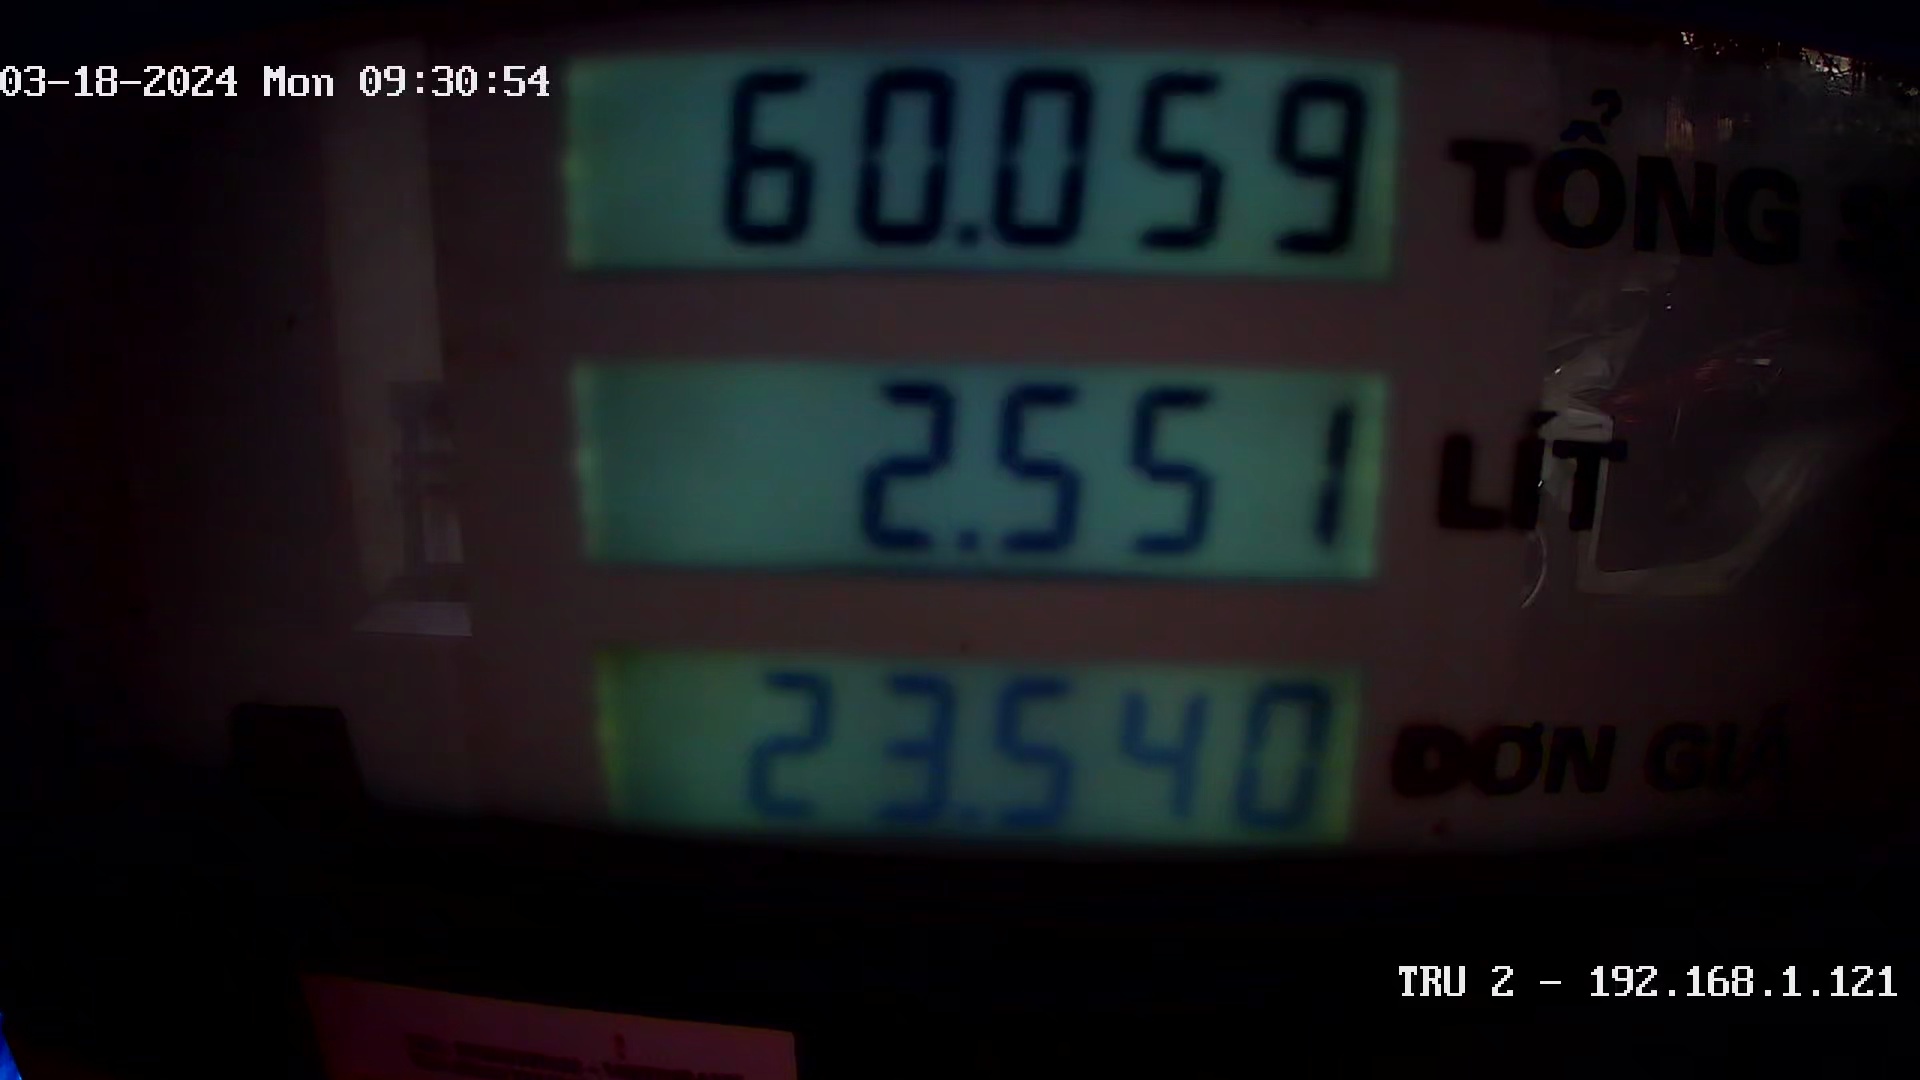 03-18-2024 Mon 09:30:54
60.059 TỔNG
2.551 LÍT
23.540 ĐƠN GIÁ
TRU 2 - 192.168.1.121